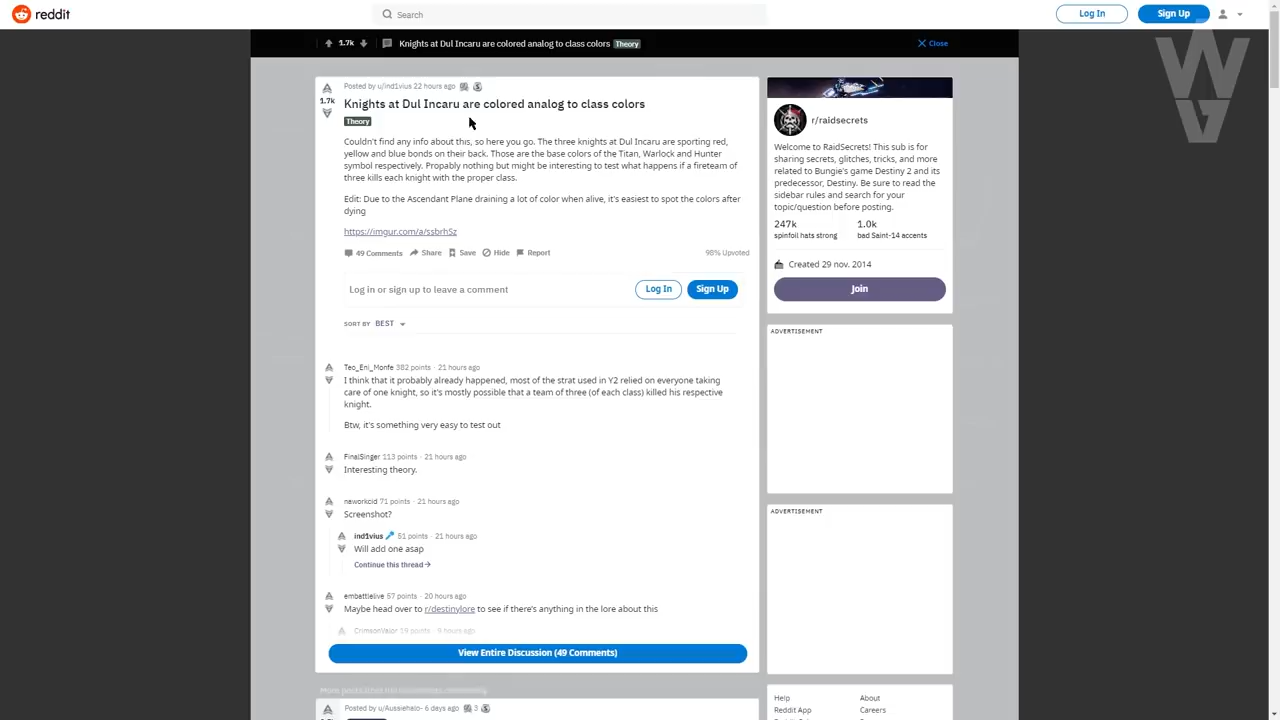 reddit
Search
Log In
Sign Up
1.7k
Knights at Dul Incaru are colored analog to class colors Theory
Close
Posted by u/ind1vius 22 hours ago
1.7k
Knights at Dul Incaru are colored analog to class colors
Theory
Couldn't find any info about this, so here you go. The three knights at Dul Incaru are sporting red,
yellow and blue bonds on their back. Those are the base colors of the Titan, Warlock and Hunter
symbol respectively. Propably nothing but might be interesting to test what happens if a fireteam of
three kills each knight with the proper class.
Edit: Due to the Ascendant Plane draining a lot of color when alive, it's easiest to spot the colors after
dying
https://imgur.com/a/ssbrhSz
49 Comments Share Save Hide Report
98% Upvoted
Log in or sign up to leave a comment
Log In
Sign Up
SORT BY BEST
Teo_Eni_Monfe 382 points · 21 hours ago
I think that it probably already happened, most of the strat used in Y2 relied on everyone taking
care of one knight, so it's mostly possible that a team of three (of each class) killed his respective
knight.
Btw, it's something very easy to test out
FinalSinger 113 points · 21 hours ago
Interesting theory.
naworkcid 71 points · 21 hours ago
Screenshot?
ind1vius 51 points · 21 hours ago
Will add one asap
Continue this thread
embattlelive 57 points · 20 hours ago
Maybe head over to r/destinylore to see if there's anything in the lore about this
CrimsonValor 19 points · 9 hours ago
View Entire Discussion (49 Comments)
More posts from the raidsecrets community
Posted by u/Aussiehalo- 6 days ago 3
r/raidsecrets
Welcome to RaidSecrets! This sub is for
sharing secrets, glitches, tricks, and more
related to Bungie's game Destiny 2 and its
predecessor, Destiny. Be sure to read the
sidebar rules and search for your
topic/question before posting.
247k
spinfoil hats strong
1.0k
bad Saint-14 accents
Created 29 nov. 2014
Join
ADVERTISEMENT
ADVERTISEMENT
Help
About
Reddit App
Careers